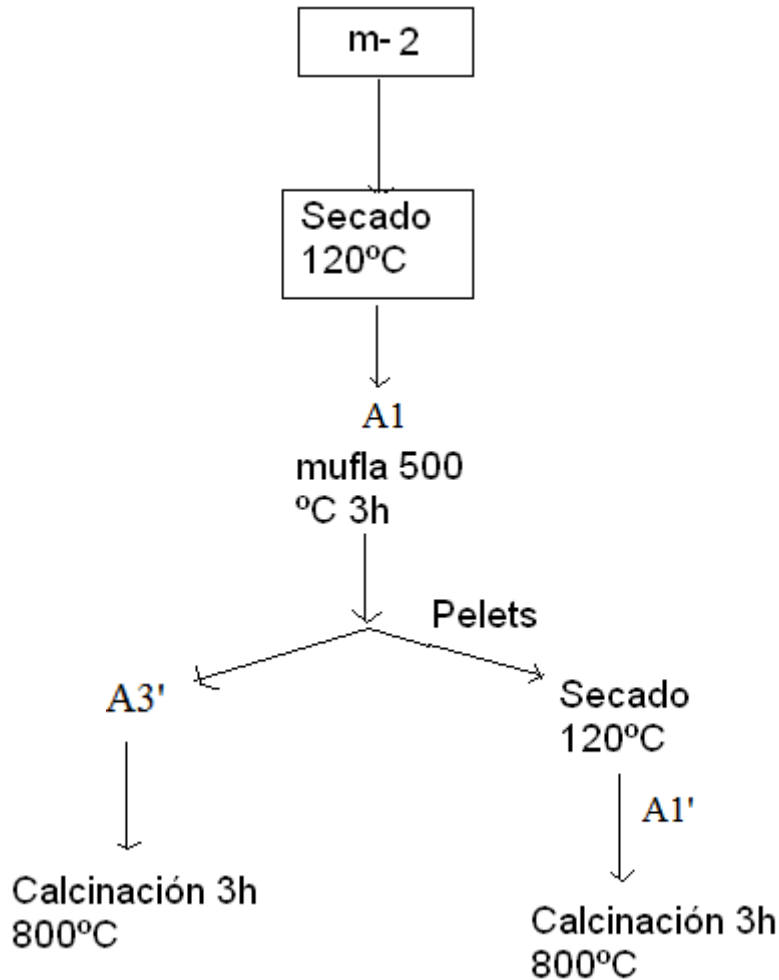 m- 2
Secado
120ºC
A1
mufla 500
ºC 3h
Pelets
A3'
Secado
120ºC
A1'
Calcinación 3h
800ºC
Calcinación 3h
800ºC